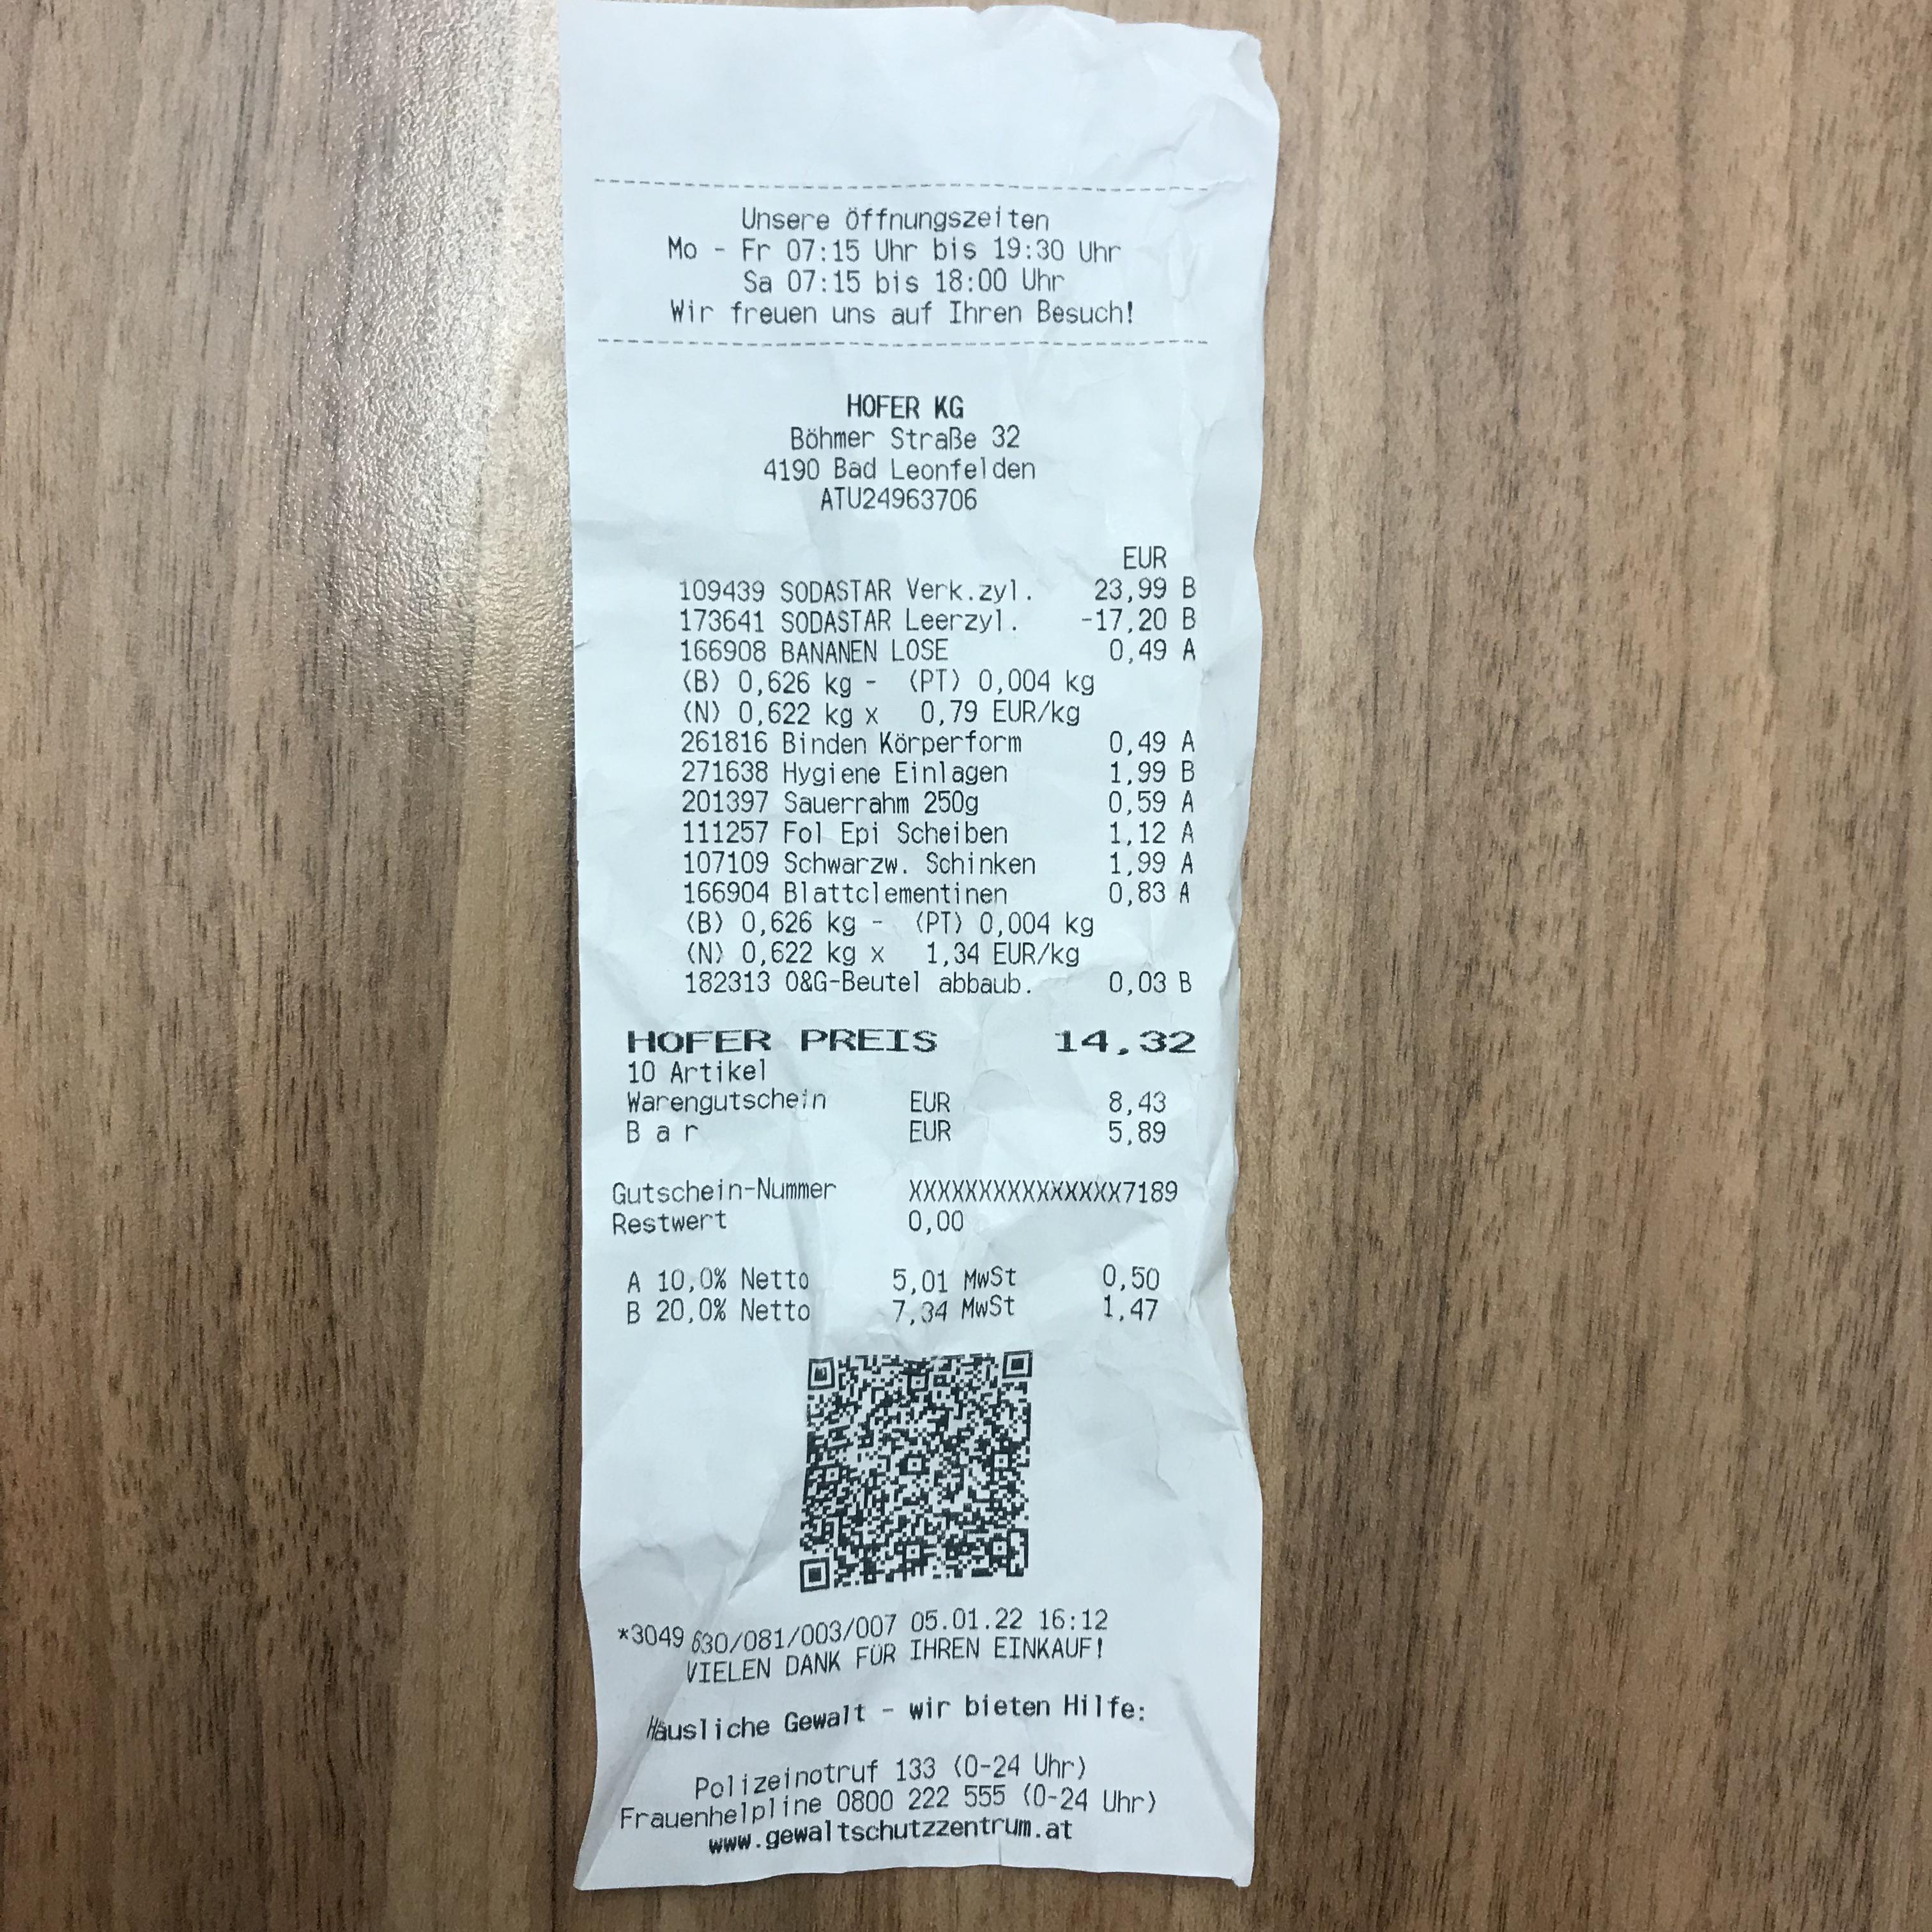 Unsere Öffnungszeiten
Mo - Fr 07:15 Uhr bis 19:30 Uhr
Sa 07:15 bis 18:00 Uhr
Wir freuen uns auf Ihren Besuch!
HOFER KG
Böhmer Straße 32
4190 Bad Leonfelden
ATU24963706
EUR
109439 SODASTAR Verk.zyl. 23,99 B
173641 SODASTAR Leerzyl. -17,20 B
166908 BANANEN LOSE 0,49 A
(B) 0,626 kg - (PT) 0,004 kg
(N) 0,622 kg x 0,79 EUR/kg
261816 Binden Körperform 0,49 A
271638 Hygiene Einlagen 1,99 B
201397 Sauerrahm 250g 0,59 A
111257 Fol Epi Scheiben 1,12 A
107109 Schwarzw. Schinken 1,99 A
166904 Blattclementinen 0,83 A
(B) 0,626 kg - (PT) 0,004 kg
(N) 0,622 kg x 1,34 EUR/kg
182313 O&G-Beutel abbaub. 0,03 B
HOFER PREIS 14,32
10 Artikel
Warengutschein EUR 8,43
B a r EUR 5,89
Gutschein-Nummer XXXXXXXXXXXXXXX7189
Restwert 0,00
A 10,0% Netto 5,01 MwSt 0,50
B 20,0% Netto 7,34 MwSt 1,47
*3049 630/081/003/007 05.01.22 16:12
VIELEN DANK FÜR IHREN EINKAUF!
Häusliche Gewalt - wir bieten Hilfe:
Polizeinotruf 133 (0-24 Uhr)
Frauenhelpline 0800 222 555 (0-24 Uhr)
www.gewaltschutzzentrum.at